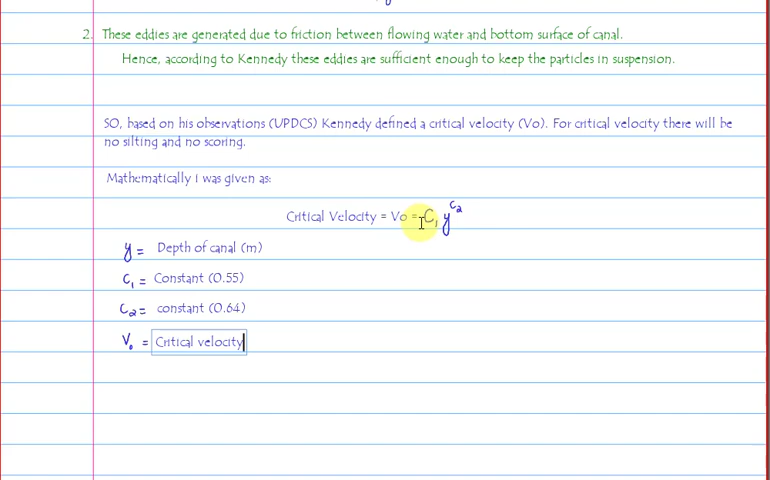 2. These eddies are generated due to friction between flowing water and bottom surface of canal.
Hence, according to Kennedy these eddies are sufficient enough to keep the particles in suspension.
SO, based on his observations (UPDCS) Kennedy defined a critical velocity (Vo). For critical velocity there will be
no silting and no scoring.
Mathematically I was given as:
Critical Velocity = Vo = C₁ y^C₂
y = Depth of canal (m)
C₁ = Constant (0.55)
C₂ = constant (0.64)
V₀ = Critical velocity